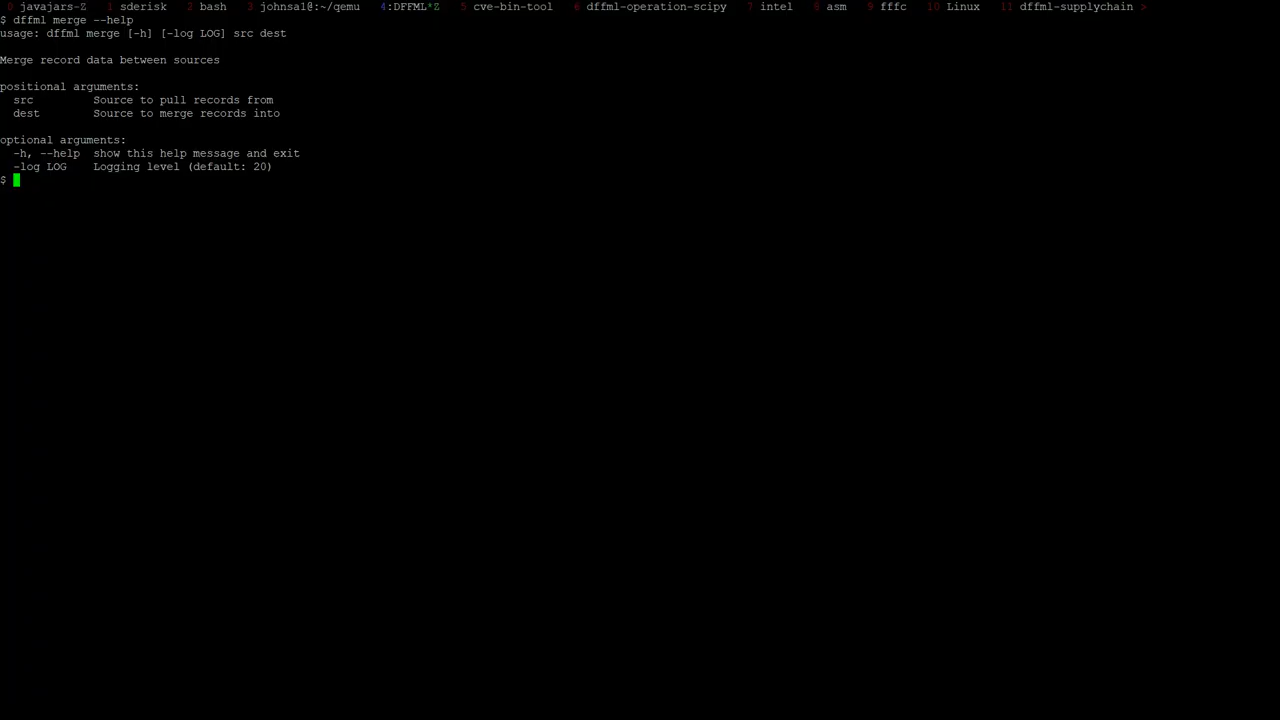 0 javajars-Z 1 sderisk 2 bash 3 johnsa1@:~/qemu 4:DFFML*Z 5 cve-bin-tool 6 dffml-operation-scipy 7 intel 8 asm 9 fffc 10 Linux 11 dffml-supplychain >
$ dffml merge --help
usage: dffml merge [-h] [-log LOG] src dest
Merge record data between sources
positional arguments:
src Source to pull records from
dest Source to merge records into
optional arguments:
-h, --help show this help message and exit
-log LOG Logging level (default: 20)
$